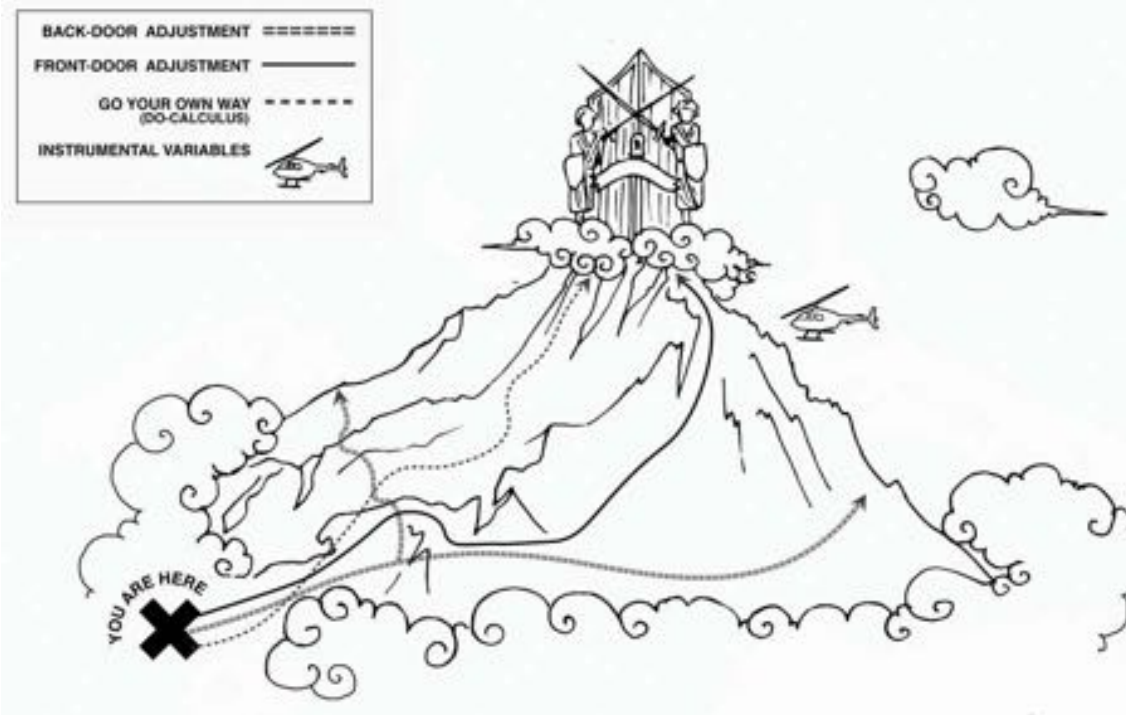 BACK-DOOR ADJUSTMENT
FRONT-DOOR ADJUSTMENT
GO YOUR OWN WAY
(DO-CALCULUS)
INSTRUMENTAL VARIABLES
YOU ARE HERE